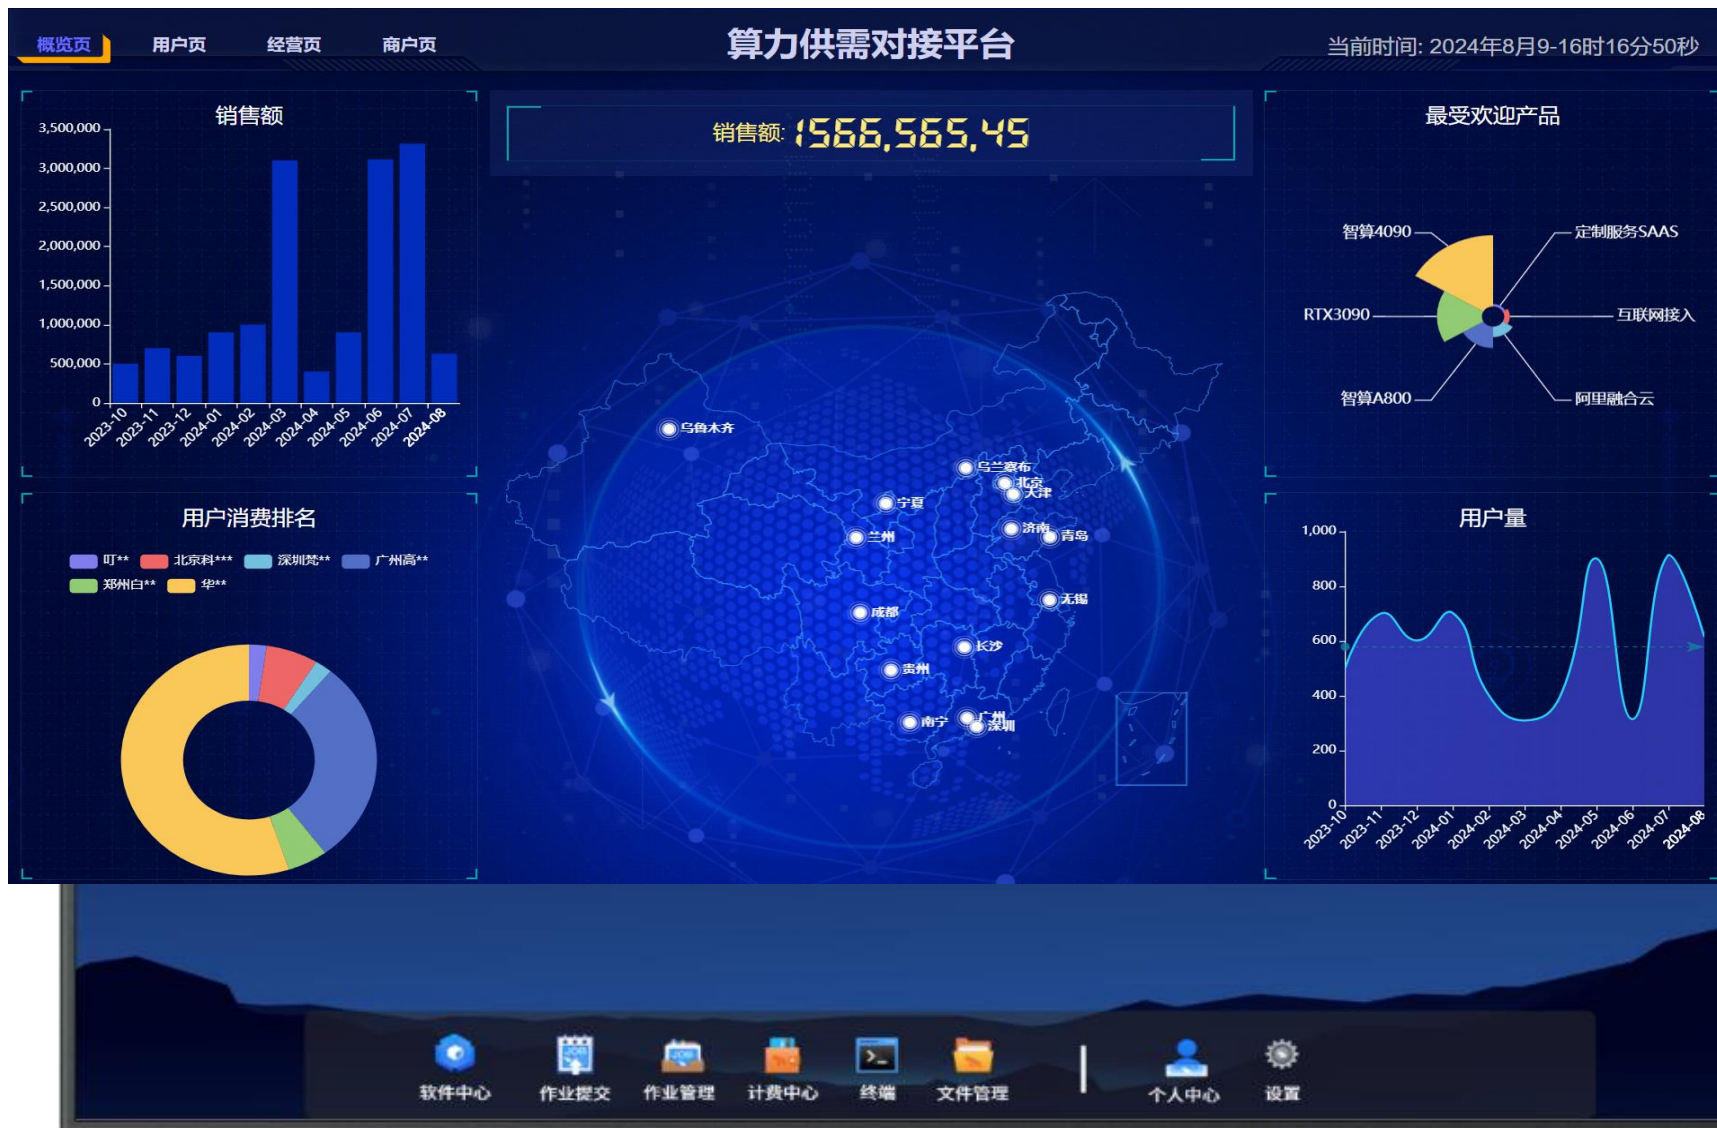 概览页 用户页 经营页 商户页
算力供需对接平台
当前时间: 2024年8月9-16时16分50秒
销售额
3,500,000
3,000,000
2,500,000
2,000,000
1,500,000
1,000,000
500,000
0
2023-10 2023-11 2023-12 2024-01 2024-02 2024-03 2024-04 2024-05 2024-06 2024-07 2024-08
用户消费排名
叮** 北京科*** 深圳梵** 广州高**
郑州白** 华**
销售额: 1566,565,45
乌鲁木齐
乌兰察布
北京
天津
宁夏
济南
青岛
兰州
无锡
成都
长沙
贵州
南宁
广州
深圳
最受欢迎产品
智算4090
定制服务SAAS
RTX3090
互联网接入
智算A800
阿里融合云
用户量
1,000
800
600
400
200
0
2023-10 2023-11 2023-12 2024-01 2024-02 2024-03 2024-04 2024-05 2024-06 2024-07 2024-08
软件中心 作业提交 作业管理 计费中心 终端 文件管理 个人中心 设置